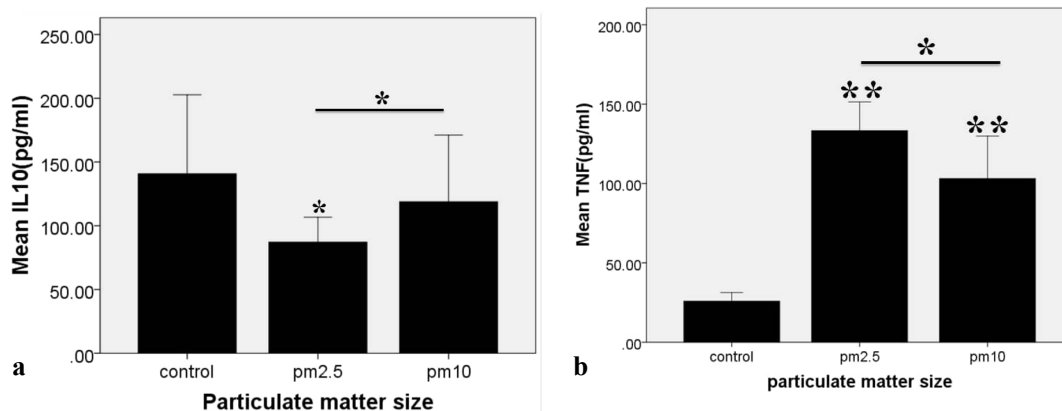 Mean IL10(pg/ml)
250.00
200.00
150.00
100.00
50.00
.00
*
*
control
pm2.5
pm10
Particulate matter size
a
Mean TNF(pg/ml)
200.00
150.00
100.00
50.00
.00
*
**
**
control
pm2.5
pm10
particulate matter size
b